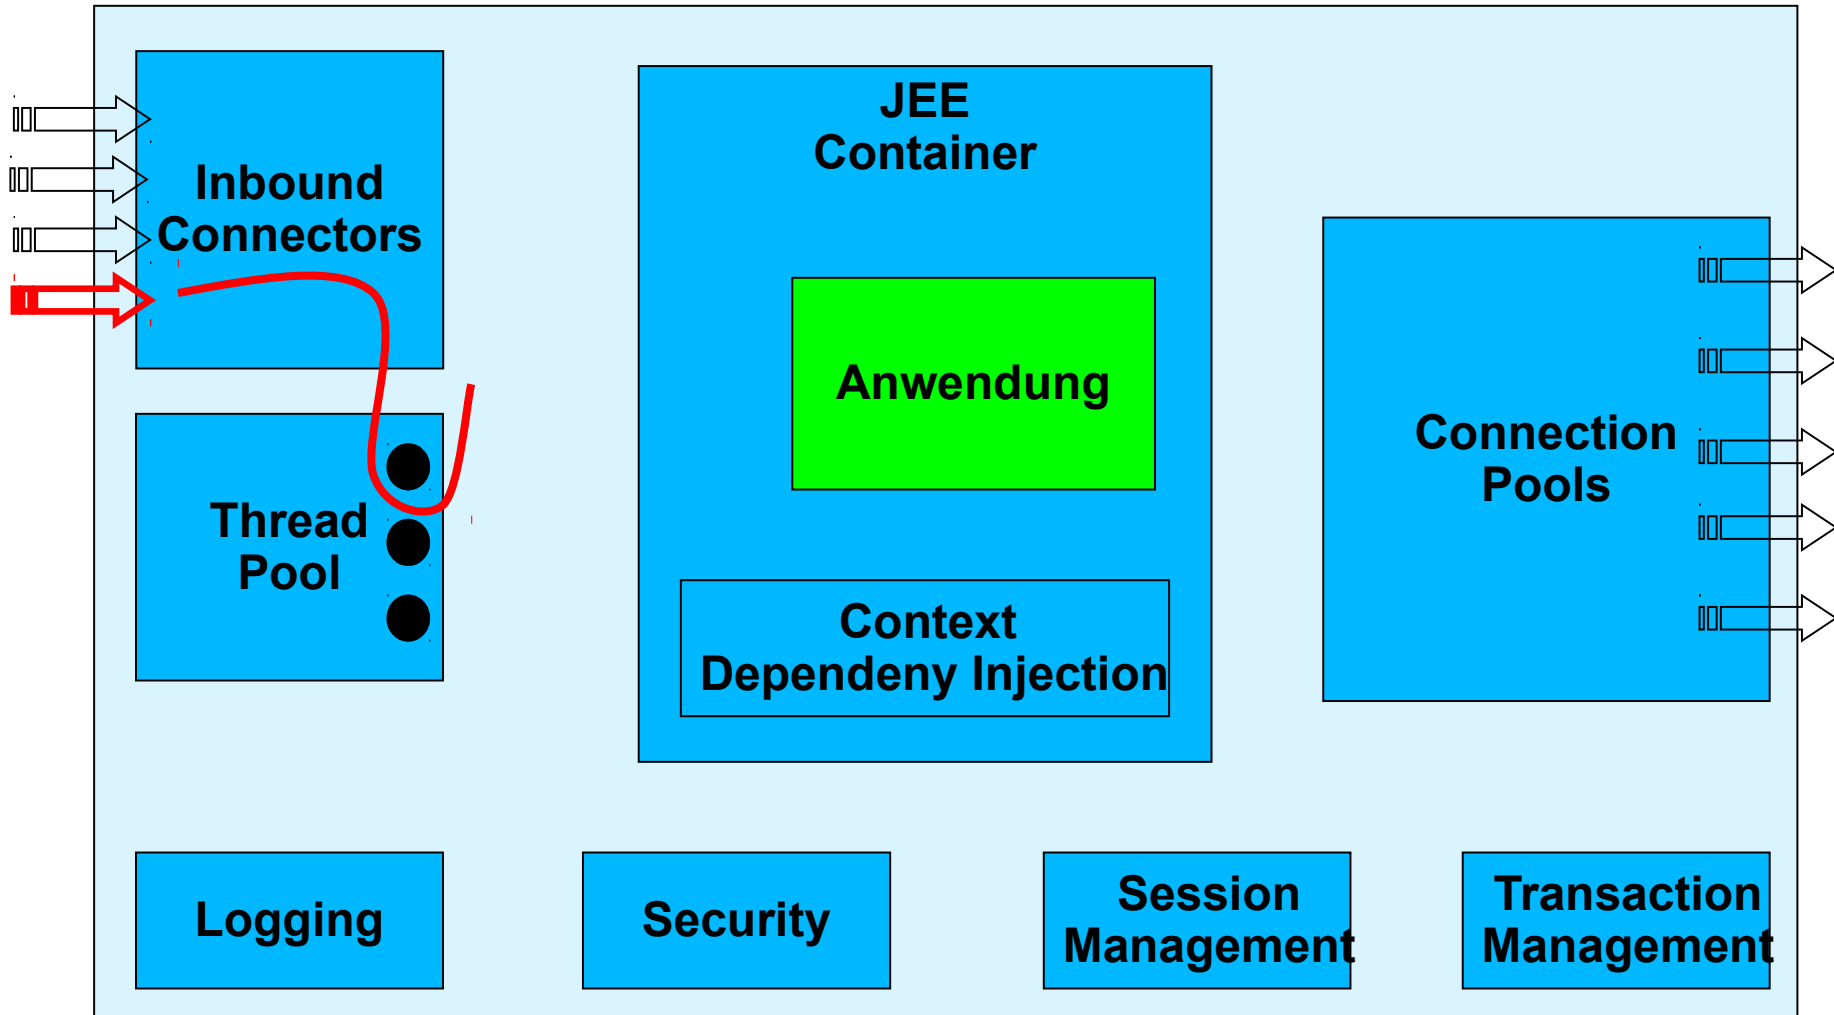 Inbound
Connectors
JEE
Container
Anwendung
Connection
Pools
Thread
Pool
Context
Dependeny Injection
Logging
Security
Session
Management
Transaction
Management